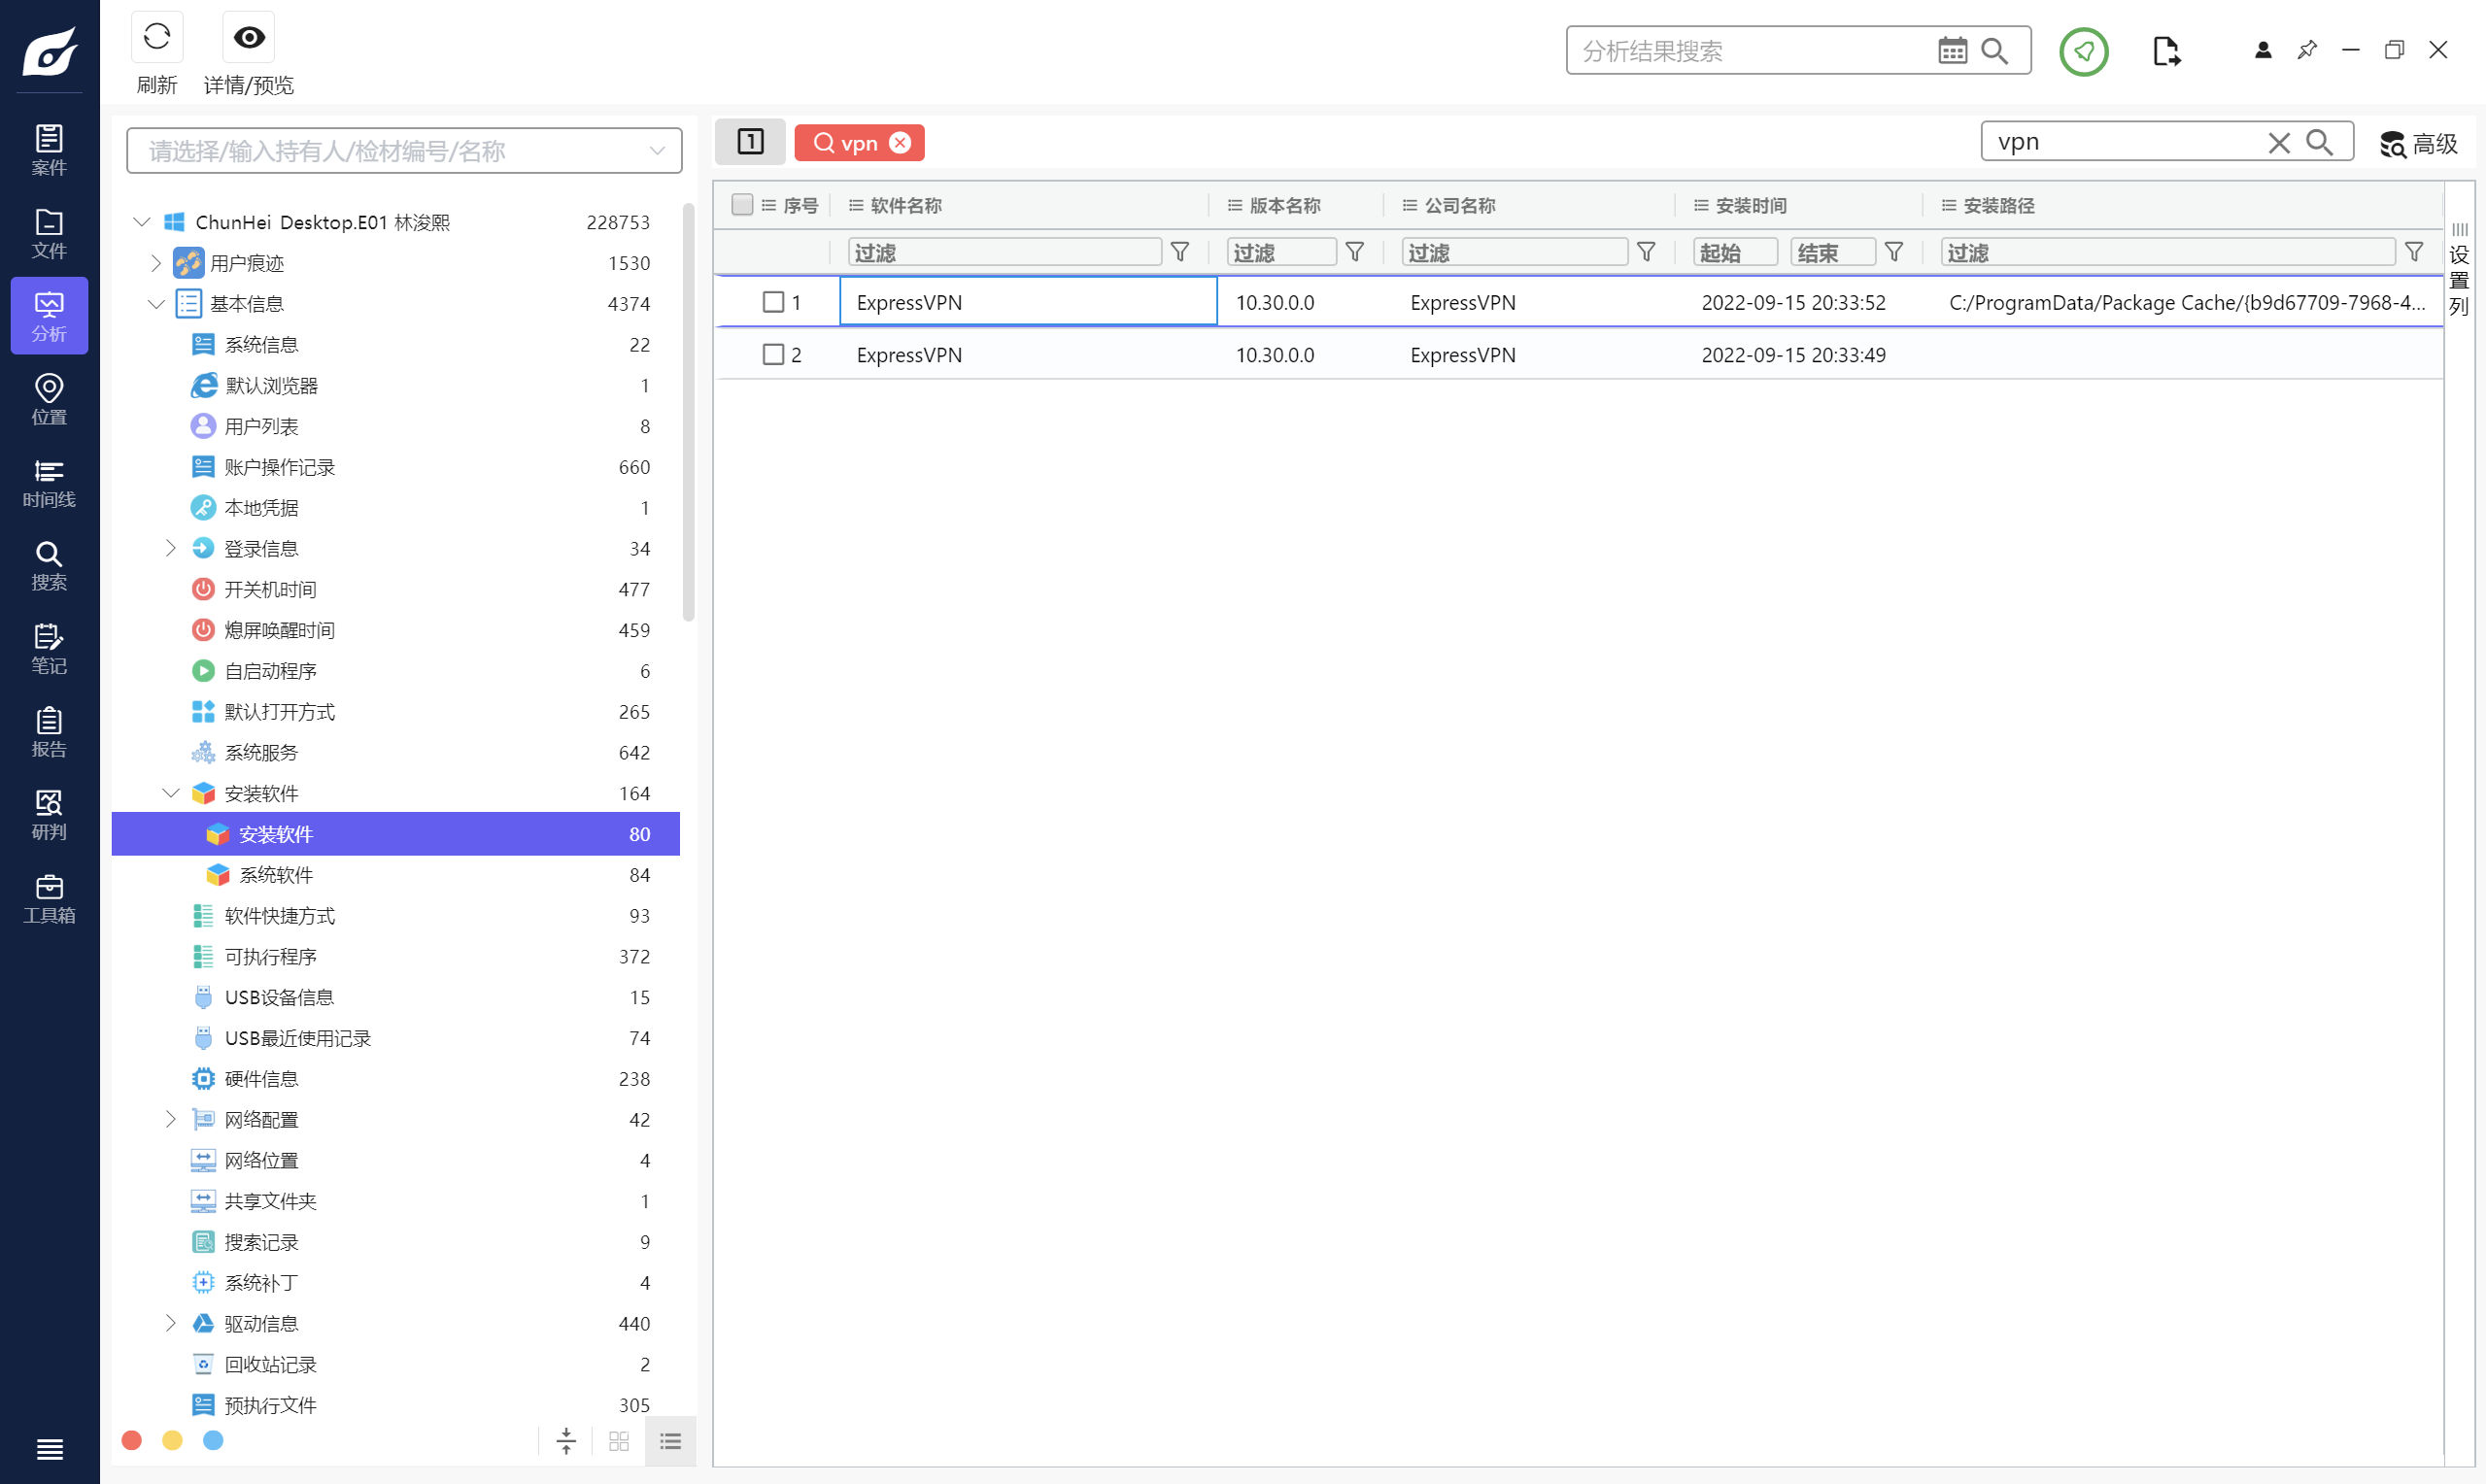 刷新
详情/预览
分析结果搜索
案件
文件
分析
位置
时间线
搜索
笔记
报告
研判
工具箱
请选择/输入持有人/检材编号/名称
ChunHei Desktop.E01 林浚熙 228753
用户痕迹 1530
基本信息 4374
系统信息 22
默认浏览器 1
用户列表 8
账户操作记录 660
本地凭据 1
登录信息 34
开关机时间 477
熄屏唤醒时间 459
自启动程序 6
默认打开方式 265
系统服务 642
安装软件 164
安装软件 80
系统软件 84
软件快捷方式 93
可执行程序 372
USB设备信息 15
USB最近使用记录 74
硬件信息 238
网络配置 42
网络位置 4
共享文件夹 1
搜索记录 9
系统补丁 4
驱动信息 440
回收站记录 2
预执行文件 305
1 vpn
vpn 高级
序号 软件名称 版本名称 公司名称 安装时间 安装路径
过滤 过滤 过滤 起始 结束 过滤
1 ExpressVPN 10.30.0.0 ExpressVPN 2022-09-15 20:33:52 C:/ProgramData/Package Cache/{b9d67709-7968-4...
2 ExpressVPN 10.30.0.0 ExpressVPN 2022-09-15 20:33:49
设置列